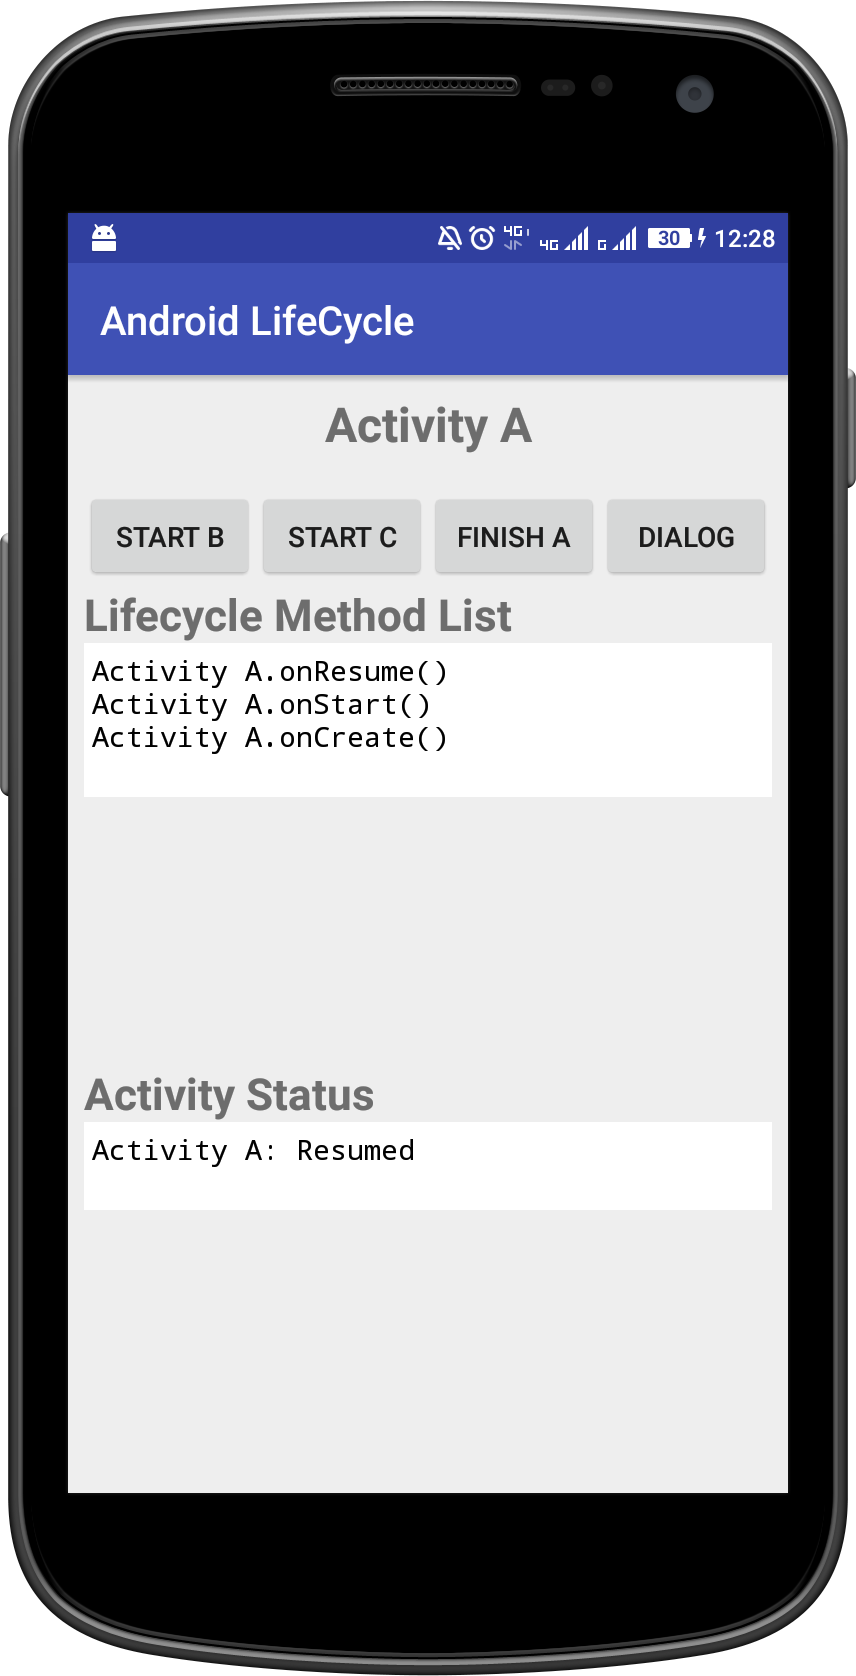 4G 4G G 30 12:28
Android LifeCycle
Activity A
START B START C FINISH A DIALOG
Lifecycle Method List
Activity A.onResume()
Activity A.onStart()
Activity A.onCreate()
Activity Status
Activity A: Resumed